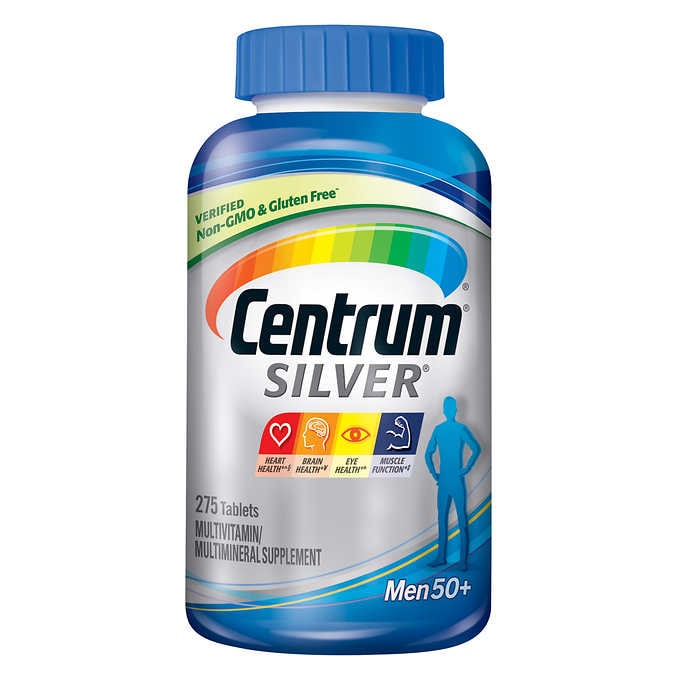 VERIFIED
Non-GMO & Gluten Free~
Centrum®
SILVER®
HEART
HEALTH**§
BRAIN
HEALTH*¥
EYE
HEALTH**
MUSCLE
FUNCTION*‡
275 Tablets
MULTIVITAMIN/
MULTIMINERAL SUPPLEMENT
Men 50+